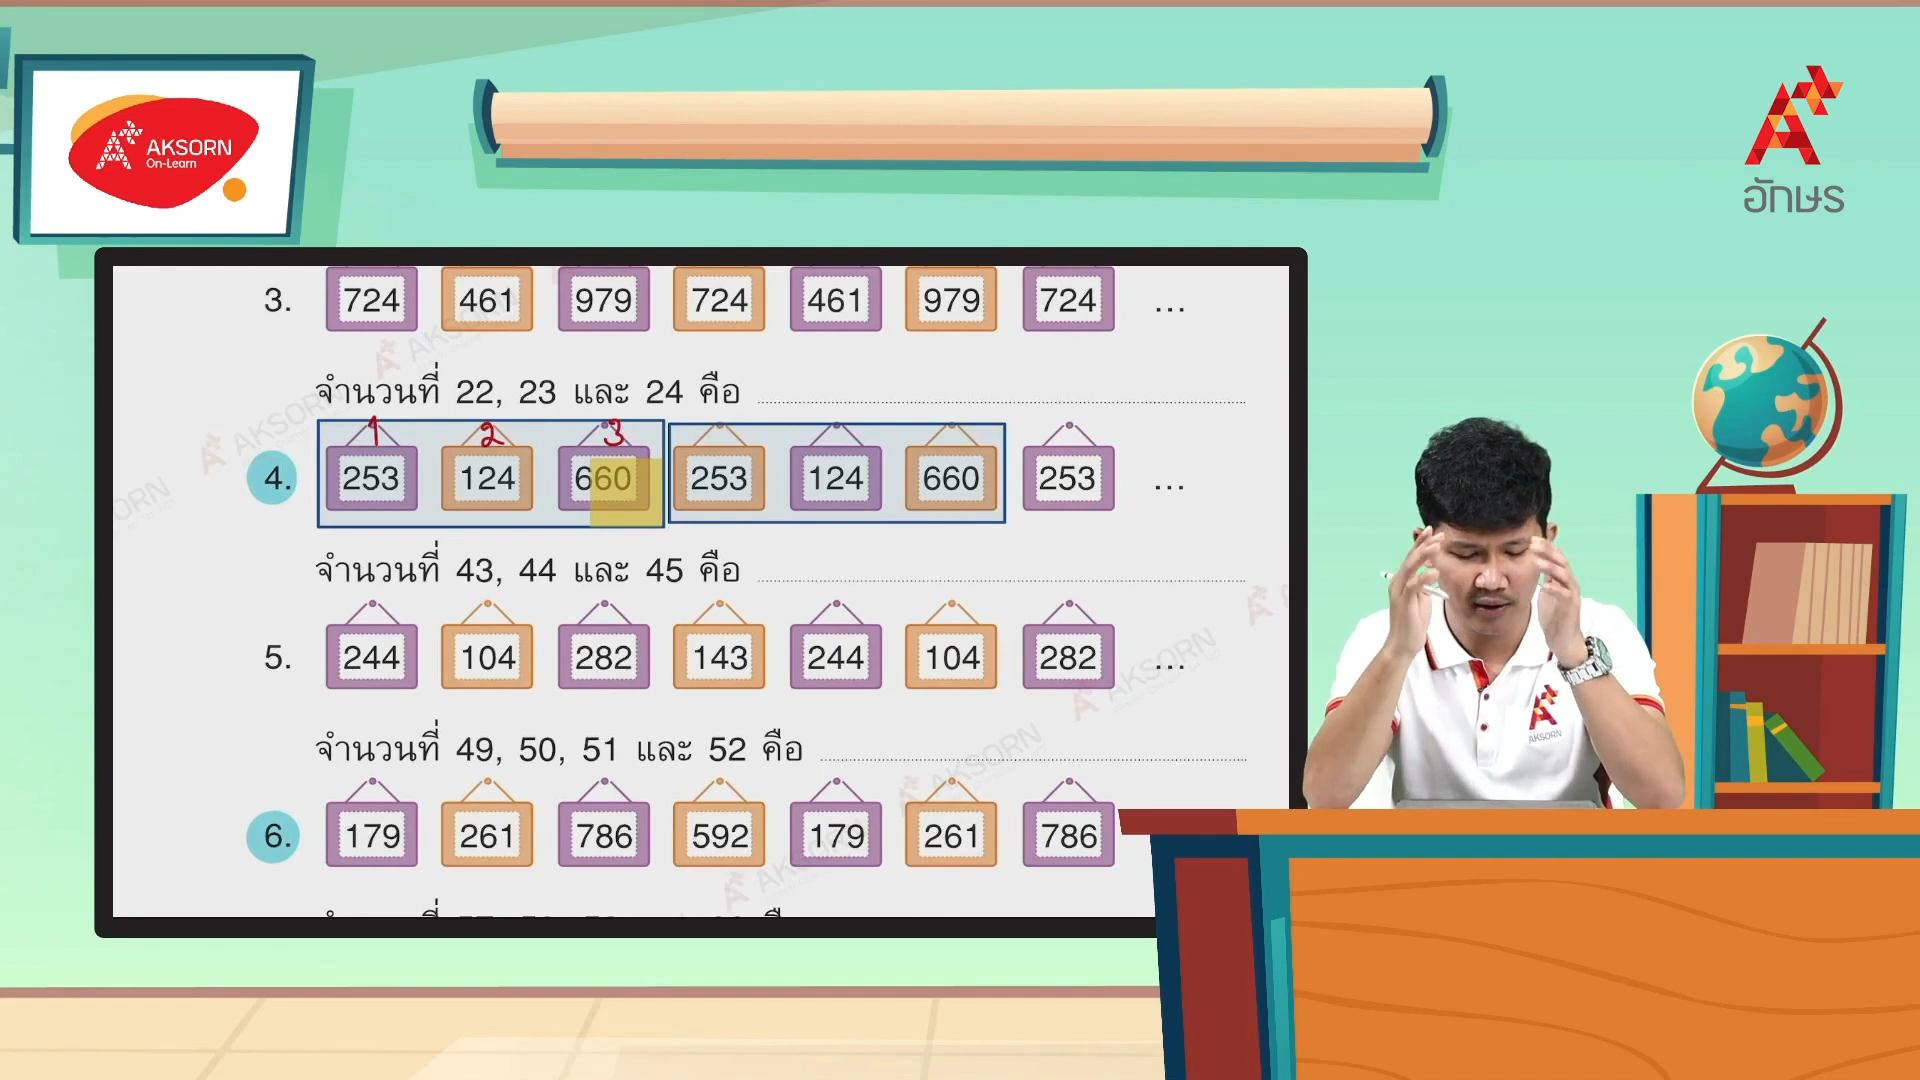 AKSORN
On-Learn
อักษร
3. 724 461 979 724 461 979 724 ...
จำนวนที่ 22, 23 และ 24 คือ
1 2 3
4. 253 124 660 253 124 660 253 ...
จำนวนที่ 43, 44 และ 45 คือ
5. 244 104 282 143 244 104 282 ...
จำนวนที่ 49, 50, 51 และ 52 คือ
6. 179 261 786 592 179 261 786
AKSORN